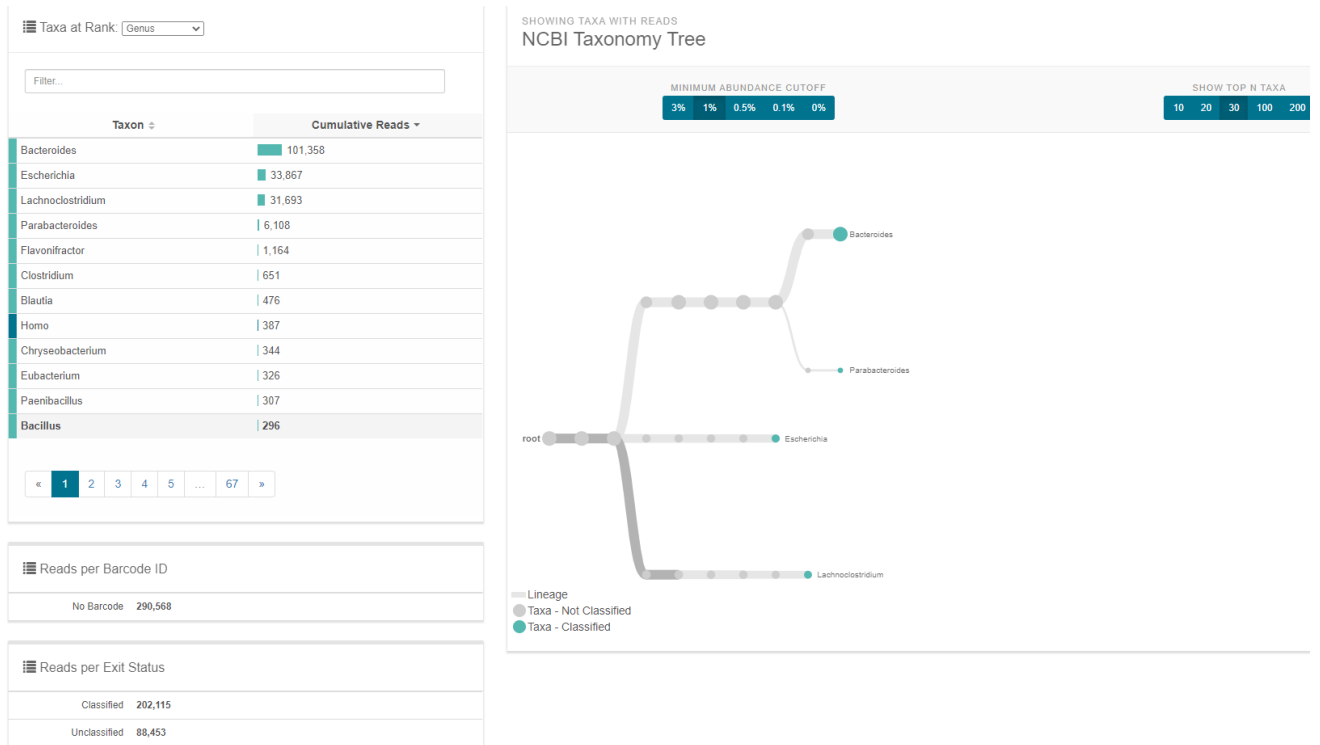 Taxa at Rank: Genus
Filter...
Taxon Cumulative Reads
Bacteroides 101,358
Escherichia 33,867
Lachnoclostridium 31,693
Parabacteroides 6,108
Flavonifractor 1,164
Clostridium 651
Blautia 476
Homo 387
Chryseobacterium 344
Eubacterium 326
Paenibacillus 307
Bacillus 296
« 1 2 3 4 5 ... 67 »
Reads per Barcode ID
No Barcode 290,568
Reads per Exit Status
Classified 202,115
Unclassified 88,453
SHOWING TAXA WITH READS
NCBI Taxonomy Tree
MINIMUM ABUNDANCE CUTOFF
3% 1% 0.5% 0.1% 0%
SHOW TOP N TAXA
10 20 30 100 200
Bacteroides
Parabacteroides
root
Escherichia
Lachnoclostridium
Lineage
Taxa - Not Classified
Taxa - Classified